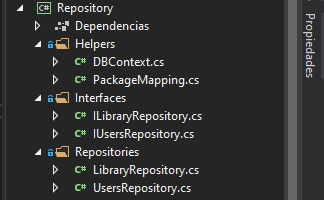 C# Repository
Dependencias
Helpers
C# DBContext.cs
C# PackageMapping.cs
Interfaces
C# ILibraryRepository.cs
C# IUsersRepository.cs
Repositories
C# LibraryRepository.cs
C# UsersRepository.cs
Propiedades